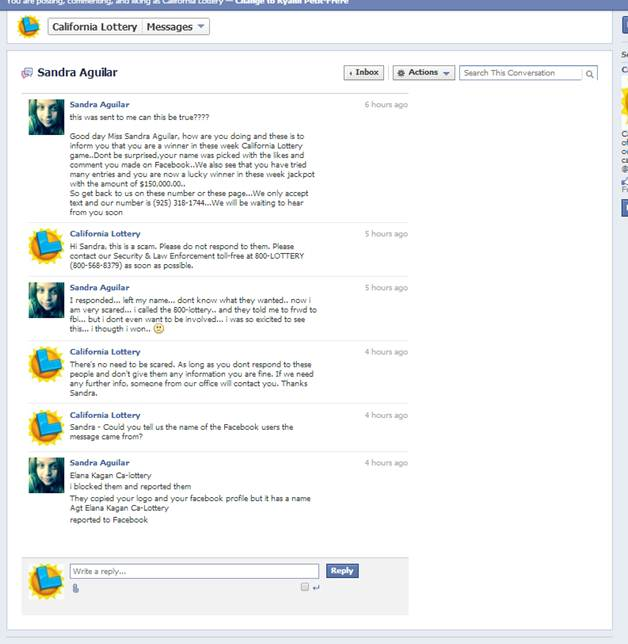 You are posting, commenting, and liking as California Lottery — Change to Kyalill Petit-Frere
California Lottery Messages
Sandra Aguilar
‹ Inbox
Actions
Search This Conversation
Sandra Aguilar
6 hours ago
this was sent to me can this be true????
Good day Miss Sandra Aguilar, how are you doing and these is to
inform you that you are a winner in these week California Lottery
game..Dont be surprised,your name was picked with the likes and
comment you made on Facebook..We also see that you have tried
many entries and you are now a lucky winner in these week jackpot
with the amount of $150,000.00..
So get back to us on these number or these page...We only accept
text and our number is (925) 318-1744...We will be waiting to hear
from you soon
California Lottery
5 hours ago
Hi Sandra, this is a scam. Please do not respond to them. Please
contact our Security & Law Enforcement toll-free at 800-LOTTERY
(800-568-8379) as soon as possible.
Sandra Aguilar
5 hours ago
I responded... left my name... dont know what they wanted.. now i
am very scared... i called the 800-lottery.. and they told me to frwd to
fbi... but i dont even want to be involved... i was so exicited to see
this... i thougth i won..
California Lottery
4 hours ago
There's no need to be scared. As long as you dont respond to these
people and don't give them any information you are fine. If we need
any further info, someone from our office will contact you. Thanks
Sandra.
California Lottery
4 hours ago
Sandra - Could you tell us the name of the Facebook users the
message came from?
Sandra Aguilar
4 hours ago
Elana Kagan Ca-lottery
i blocked them and reported them
They copied your logo and your facebook profile but it has a name
Agt Elana Kagan Ca-Lottery
reported to Facebook
Write a reply...
Reply